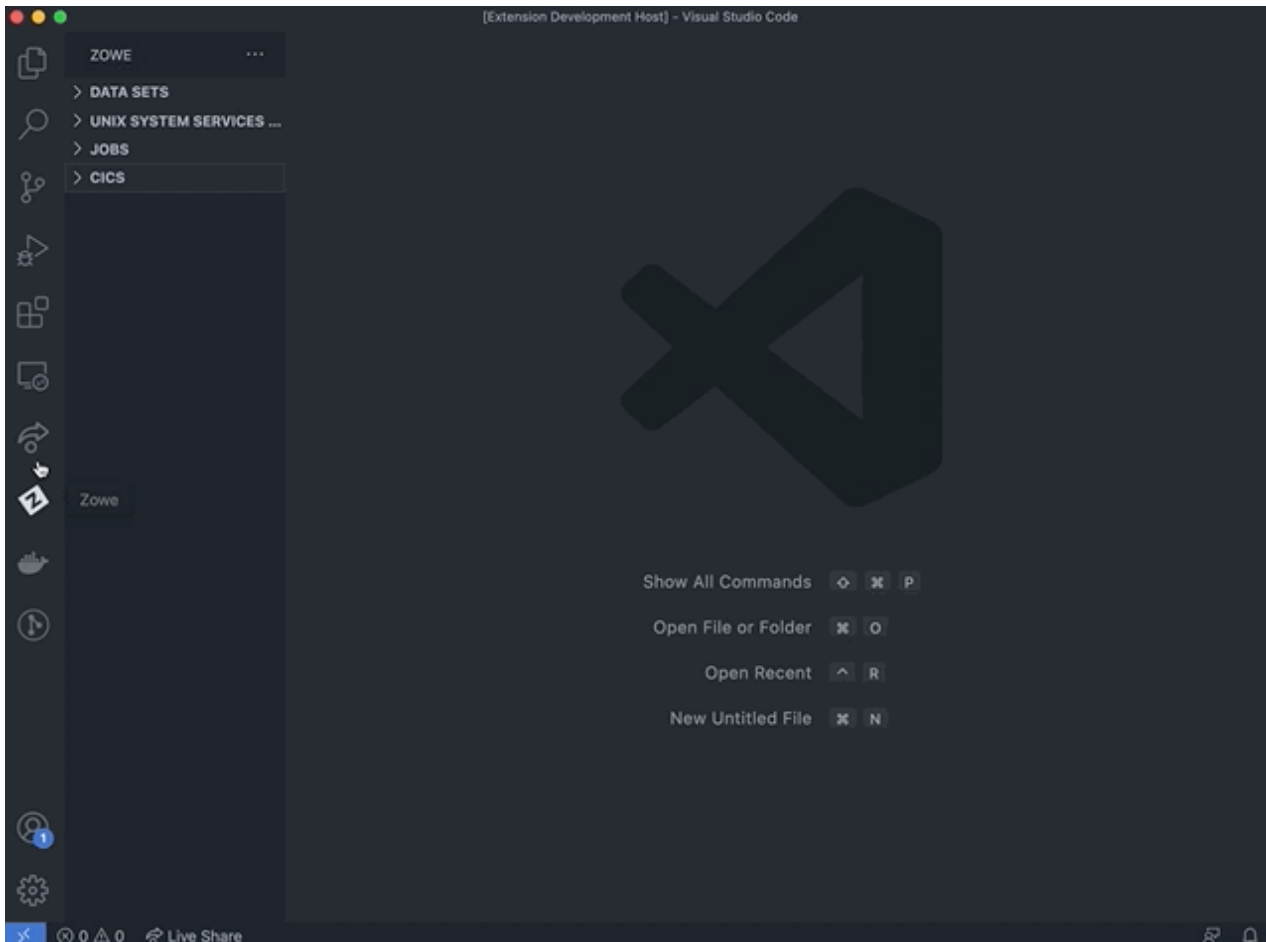 [Extension Development Host] - Visual Studio Code
ZOWE ...
DATA SETS
UNIX SYSTEM SERVICES ...
JOBS
CICS
Zowe
Show All Commands ⇧ ⌘ P
Open File or Folder ⌘ O
Open Recent ^ R
New Untitled File ⌘ N
1
0 0 Live Share